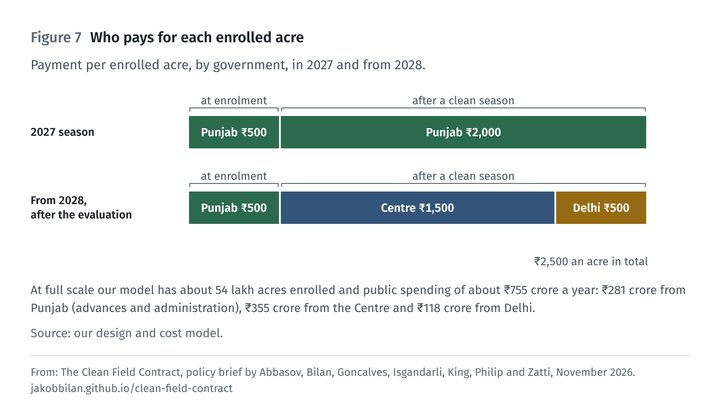 Figure 7 Who pays for each enrolled acre
Payment per enrolled acre, by government, in 2027 and from 2028.
at enrolment after a clean season
2027 season Punjab ₹500 Punjab ₹2,000
at enrolment after a clean season
From 2028,
after the evaluation Punjab ₹500 Centre ₹1,500 Delhi ₹500
₹2,500 an acre in total
At full scale our model has about 54 lakh acres enrolled and public spending of about ₹755 crore a year: ₹281 crore from
Punjab (advances and administration), ₹355 crore from the Centre and ₹118 crore from Delhi.
Source: our design and cost model.
From: The Clean Field Contract, policy brief by Abbasov, Bilan, Goncalves, Isgandarli, King, Philip and Zatti, November 2026.
jakobbilan.github.io/clean-field-contract